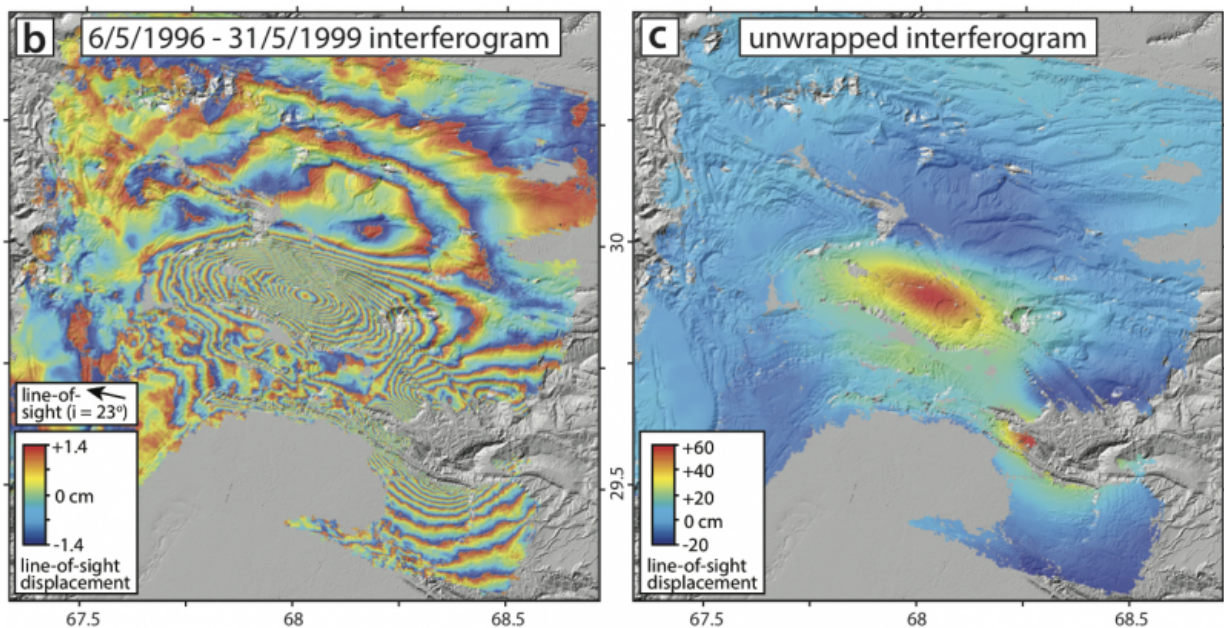 b
6/5/1996 - 31/5/1999 interferogram
line-of-
sight (i = 23º)
+1.4
0 cm
-1.4
line-of-sight
displacement
67.5
68
68.5
c
unwrapped interferogram
30
29.5
+60
+40
+20
0 cm
-20
line-of-sight
displacement
67.5
68
68.5